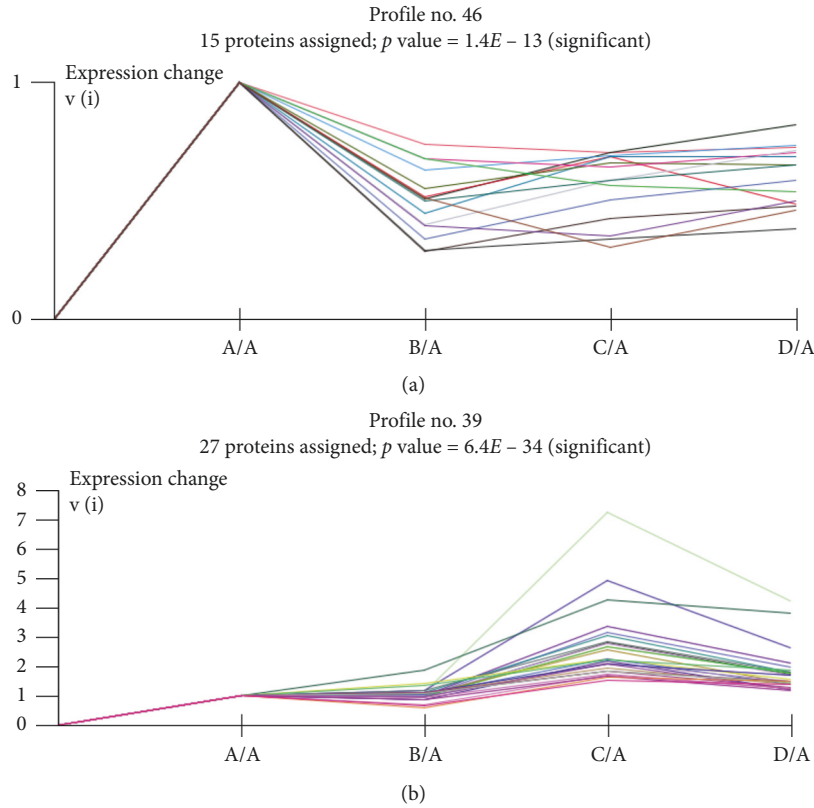 Profile no. 46
15 proteins assigned; p value = 1.4E – 13 (significant)
Expression change
v (i)
1
0
A/A B/A C/A D/A
(a)
Profile no. 39
27 proteins assigned; p value = 6.4E – 34 (significant)
Expression change
v (i)
8
7
6
5
4
3
2
1
0
A/A B/A C/A D/A
(b)